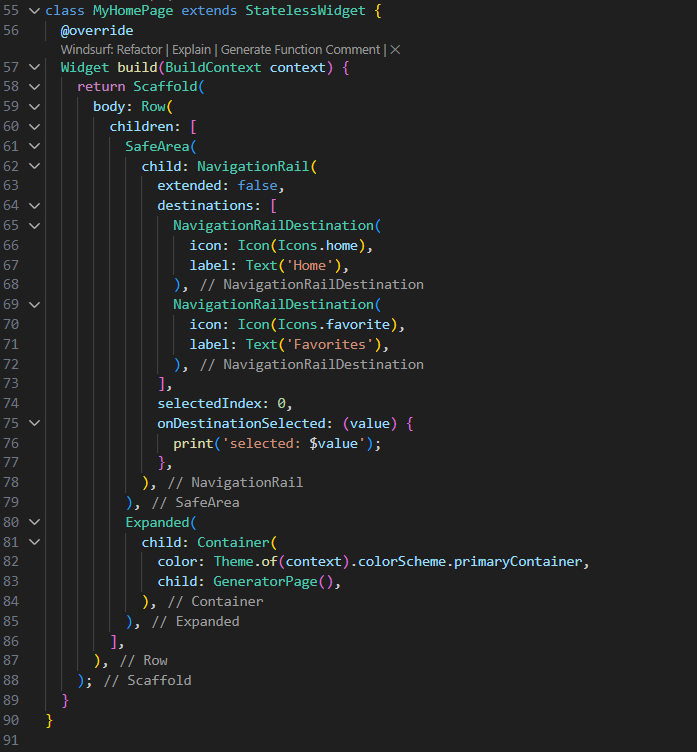 55 class MyHomePage extends StatelessWidget {
56   @override
     Windsurf: Refactor | Explain | Generate Function Comment | ×
57   Widget build(BuildContext context) {
58     return Scaffold(
59       body: Row(
60         children: [
61           SafeArea(
62             child: NavigationRail(
63               extended: false,
64               destinations: [
65                 NavigationRailDestination(
66                   icon: Icon(Icons.home),
67                   label: Text('Home'),
68                 ), // NavigationRailDestination
69                 NavigationRailDestination(
70                   icon: Icon(Icons.favorite),
71                   label: Text('Favorites'),
72                 ), // NavigationRailDestination
73               ],
74               selectedIndex: 0,
75               onDestinationSelected: (value) {
76                 print('selected: $value');
77               },
78             ), // NavigationRail
79           ), // SafeArea
80           Expanded(
81             child: Container(
82               color: Theme.of(context).colorScheme.primaryContainer,
83               child: GeneratorPage(),
84             ), // Container
85           ), // Expanded
86         ],
87       ), // Row
88     ); // Scaffold
89   }
90 }
91